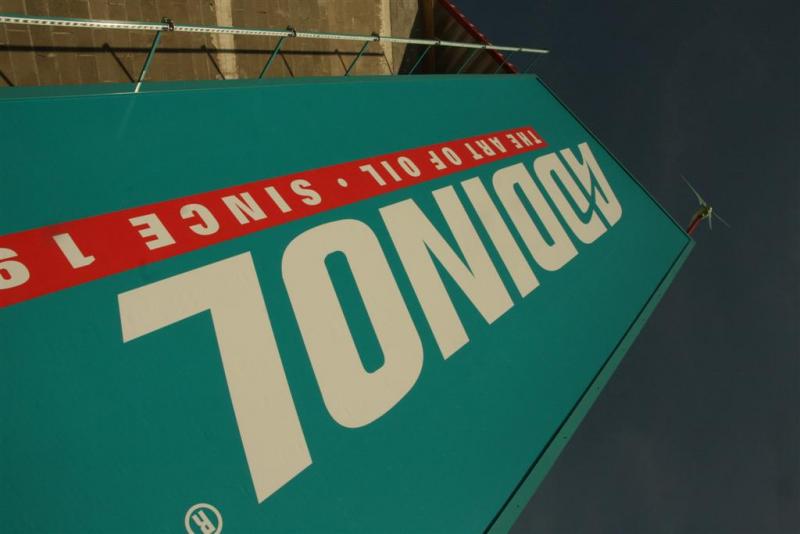 ADDINOL®
THE ART OF OIL · SINCE 19